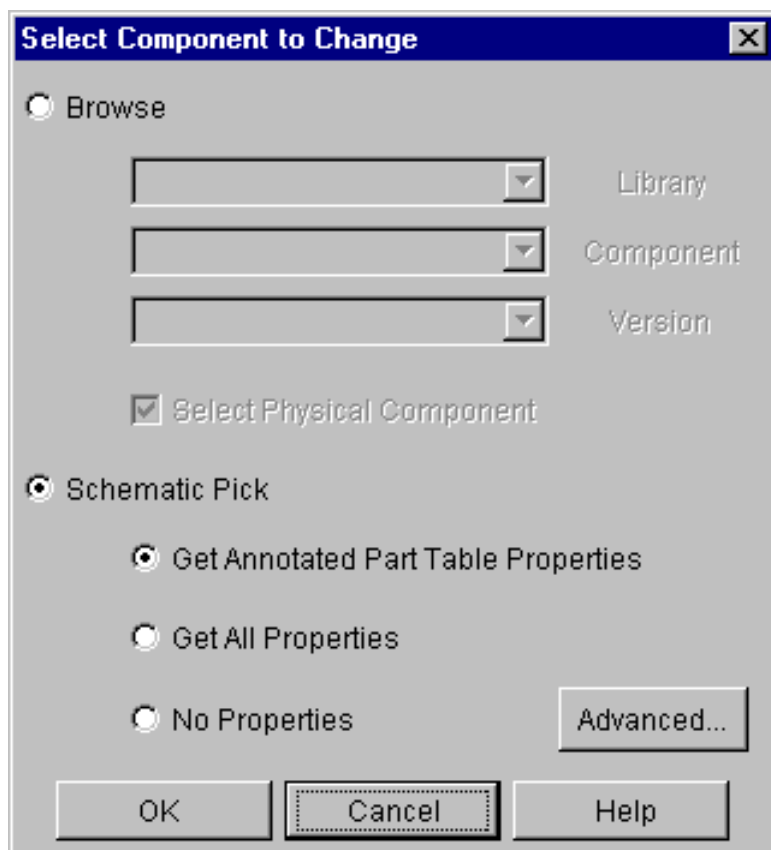 Select Component to Change
Browse
Library
Component
Version
Select Physical Component
Schematic Pick
Get Annotated Part Table Properties
Get All Properties
No Properties
Advanced...
OK
Cancel
Help